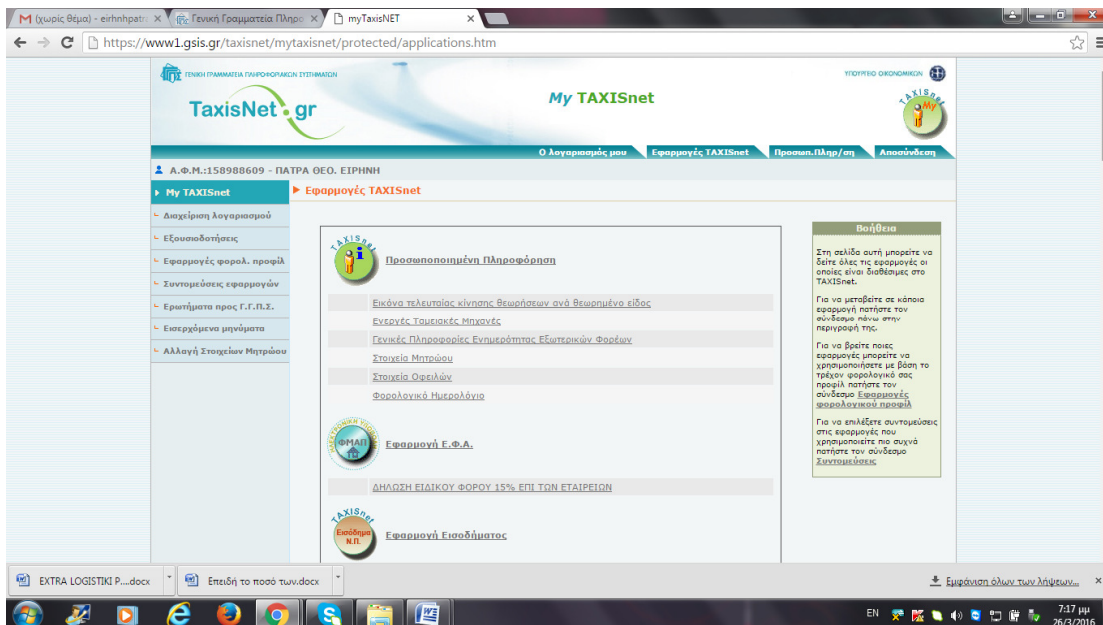 (χωρίς θέμα) - eirhnhpatr
Γενική Γραμματεία Πληρο
myTaxisNET
https://www1.gsis.gr/taxisnet/mytaxisnet/protected/applications.htm
ΓΕΝΙΚΗ ΓΡΑΜΜΑΤΕΙΑ ΠΛΗΡΟΦΟΡΙΑΚΩΝ ΣΥΣΤΗΜΑΤΩΝ
ΥΠΟΥΡΓΕΙΟ ΟΙΚΟΝΟΜΙΚΩΝ
TaxisNet.gr
My TAXISnet
TAXISnet
My
Ο λογαριασμός μου
Εφαρμογές TAXISnet
Προσωπ.Πληρ/ση
Αποσύνδεση
Α.Φ.Μ.:158988609 - ΠΑΤΡΑ ΘΕΟ. ΕΙΡΗΝΗ
My TAXISnet
Διαχείριση λογαριασμού
Εξουσιοδοτήσεις
Εφαρμογές φορολ. προφίλ
Συντομεύσεις εφαρμογών
Ερωτήματα προς Γ.Γ.Π.Σ.
Εισερχόμενα μηνύματα
Αλλαγή Στοιχείων Μητρώου
Εφαρμογές TAXISnet
TAXISnet
Προσωποποιημένη Πληροφόρηση
Εικόνα τελευταίας κίνησης θεωρήσεων ανά θεωρημένο είδος
Ενεργές Ταμειακές Μηχανές
Γενικές Πληροφορίες Ενημερότητας Εξωτερικών Φορέων
Στοιχεία Μητρώου
Στοιχεία Οφειλών
Φορολογικό Ημερολόγιο
ΦΜΑΠ
Εφαρμογή Ε.Φ.Α.
ΔΗΛΩΣΗ ΕΙΔΙΚΟΥ ΦΟΡΟΥ 15% ΕΠΙ ΤΩΝ ΕΤΑΙΡΕΙΩΝ
TAXISnet
Εισόδημα
Ν.Π.
Εφαρμογή Εισοδήματος
Βοήθεια
Στη σελίδα αυτή μπορείτε να
δείτε όλες τις εφαρμογές οι
οποίες είναι διαθέσιμες στο
TAXISnet.
Για να μεταβείτε σε κάποια
εφαρμογή πατήστε τον
σύνδεσμο πάνω στην
περιγραφή της.
Για να βρείτε ποιες
εφαρμογές μπορείτε να
χρησιμοποιήσετε με βάση το
τρέχον φορολογικό σας
προφίλ πατήστε τον
σύνδεσμο Εφαρμογές
φορολογικού προφίλ
Για να επιλέξετε συντομεύσεις
στις εφαρμογές που
χρησιμοποιείτε πιο συχνά
πατήστε τον σύνδεσμο
Συντομεύσεις
EXTRA LOGISTIKI P....docx
Επειδή το ποσό των.docx
Εμφάνιση όλων των λήψεων...
EN
7:17 μμ
26/3/2016